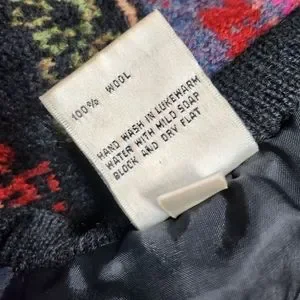 100% WOOL
HAND WASH IN LUKEWARM
WATER WITH MILD SOAP
BLOCK AND DRY FLAT